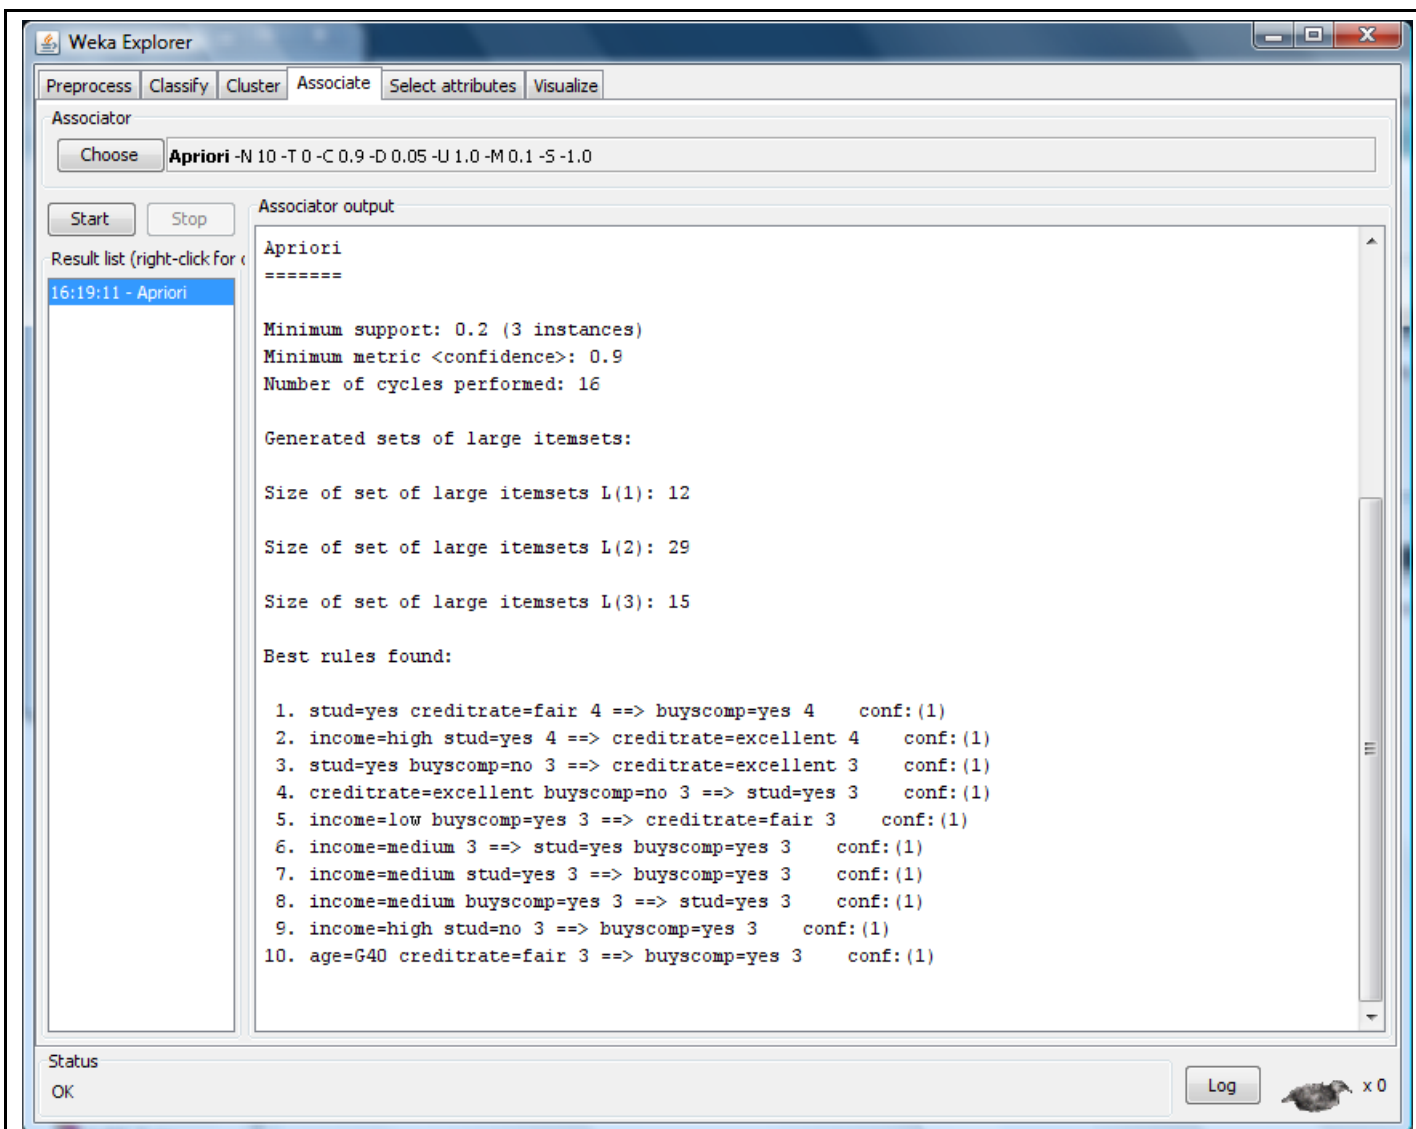 Weka Explorer
Preprocess Classify Cluster Associate Select attributes Visualize
Associator
Choose Apriori -N 10 -T 0 -C 0.9 -D 0.05 -U 1.0 -M 0.1 -S -1.0
Start Stop
Result list (right-click for
16:19:11 - Apriori
Associator output
Apriori
=======
Minimum support: 0.2 (3 instances)
Minimum metric <confidence>: 0.9
Number of cycles performed: 16
Generated sets of large itemsets:
Size of set of large itemsets L(1): 12
Size of set of large itemsets L(2): 29
Size of set of large itemsets L(3): 15
Best rules found:
1. stud=yes creditrate=fair 4 ==> buyscomp=yes 4 conf:(1)
2. income=high stud=yes 4 ==> creditrate=excellent 4 conf:(1)
3. stud=yes buyscomp=no 3 ==> creditrate=excellent 3 conf:(1)
4. creditrate=excellent buyscomp=no 3 ==> stud=yes 3 conf:(1)
5. income=low buyscomp=yes 3 ==> creditrate=fair 3 conf:(1)
6. income=medium 3 ==> stud=yes buyscomp=yes 3 conf:(1)
7. income=medium stud=yes 3 ==> buyscomp=yes 3 conf:(1)
8. income=medium buyscomp=yes 3 ==> stud=yes 3 conf:(1)
9. income=high stud=no 3 ==> buyscomp=yes 3 conf:(1)
10. age=G40 creditrate=fair 3 ==> buyscomp=yes 3 conf:(1)
Status
OK
Log x 0